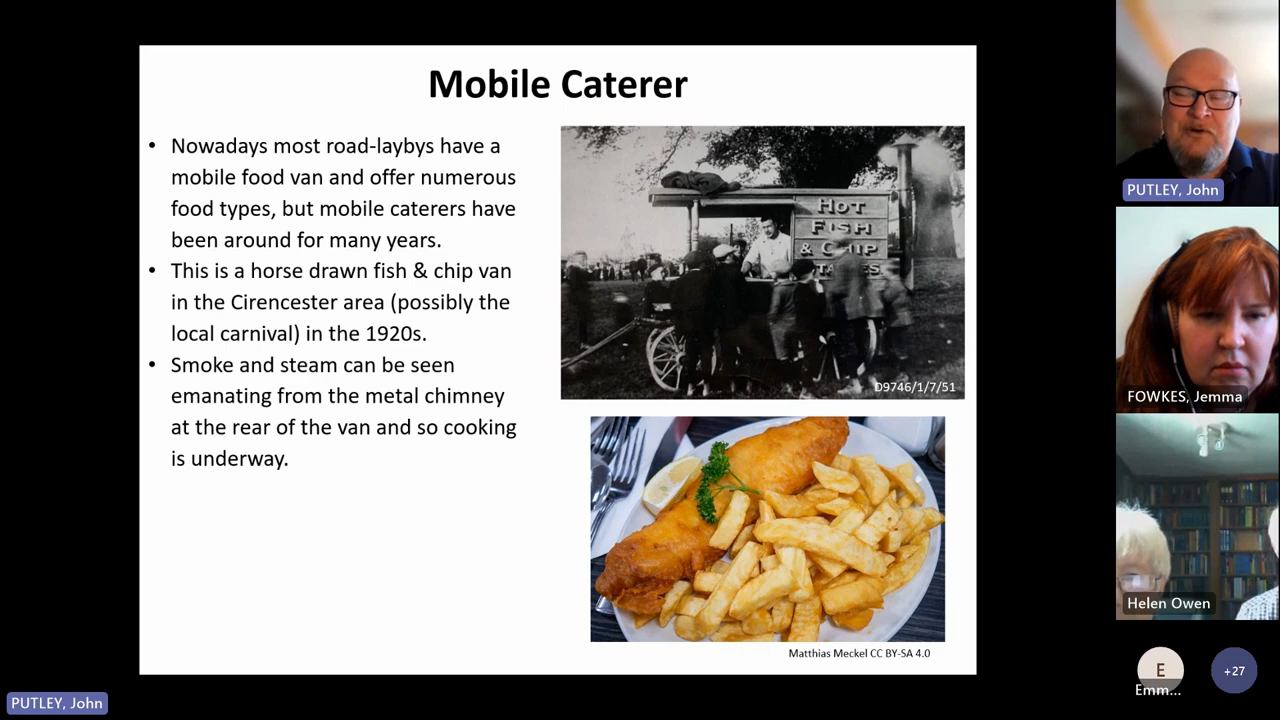 Mobile Caterer
• Nowadays most road-laybys have a
mobile food van and offer numerous
food types, but mobile caterers have
been around for many years.
• This is a horse drawn fish & chip van
in the Cirencester area (possibly the
local carnival) in the 1920s.
• Smoke and steam can be seen
emanating from the metal chimney
at the rear of the van and so cooking
is underway.
HOT
FISH
& CHIP
D9746/1/7/51
Matthias Meckel CC BY-SA 4.0
PUTLEY, John
FOWKES, Jemma
Helen Owen
E
Emm...
+27
PUTLEY, John